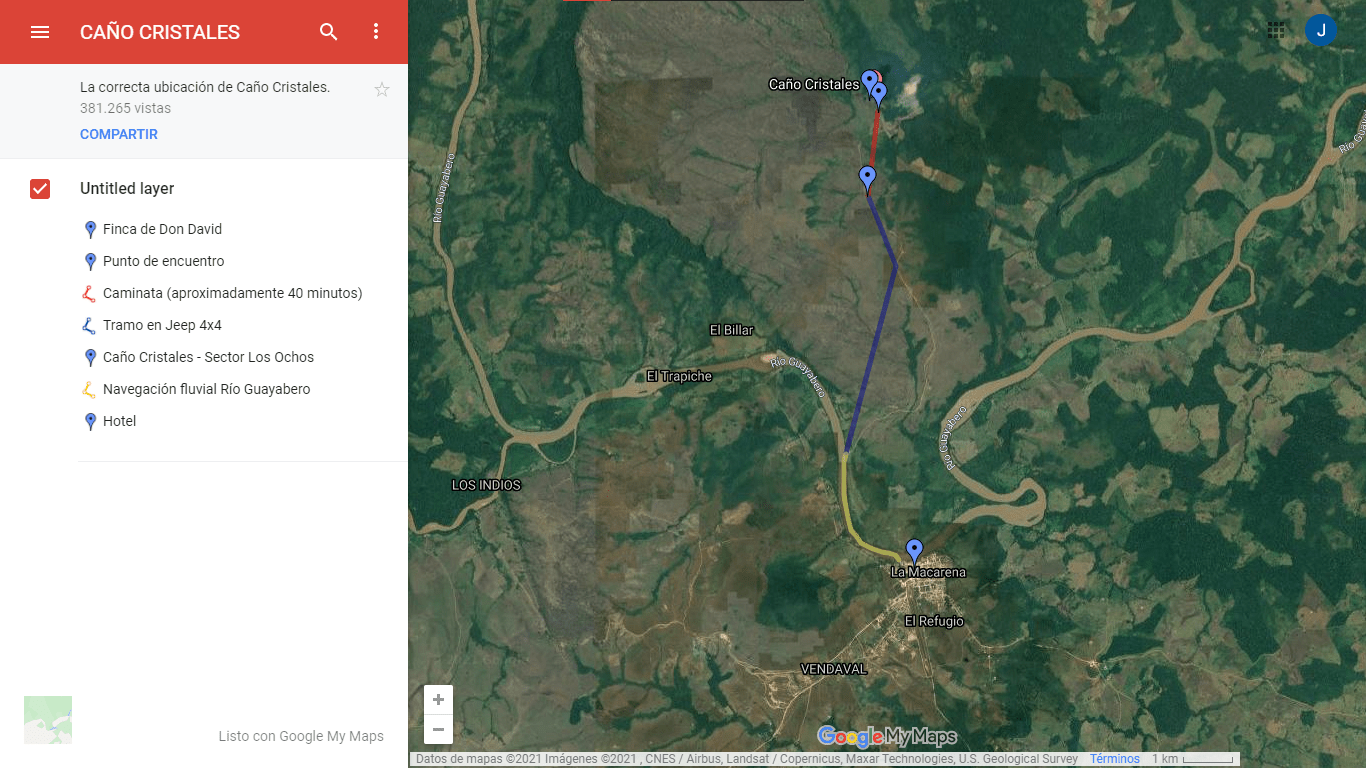 CAÑO CRISTALES
J
La correcta ubicación de Caño Cristales.
381.265 vistas
COMPARTIR
Untitled layer
Finca de Don David
Punto de encuentro
Caminata (aproximadamente 40 minutos)
Tramo en Jeep 4x4
Caño Cristales - Sector Los Ochos
Navegación fluvial Río Guayabero
Hotel
Listo con Google My Maps
Caño Cristales
Río Guayabero
Río Guaya
El Billar
Río Guayabero
El Trapiche
Río Guayabero
LOS INDIOS
La Macarena
El Refugio
VENDAVAL
+
−
Google My Maps
Datos de mapas ©2021 Imágenes ©2021 , CNES / Airbus, Landsat / Copernicus, Maxar Technologies, U.S. Geological Survey Términos 1 km